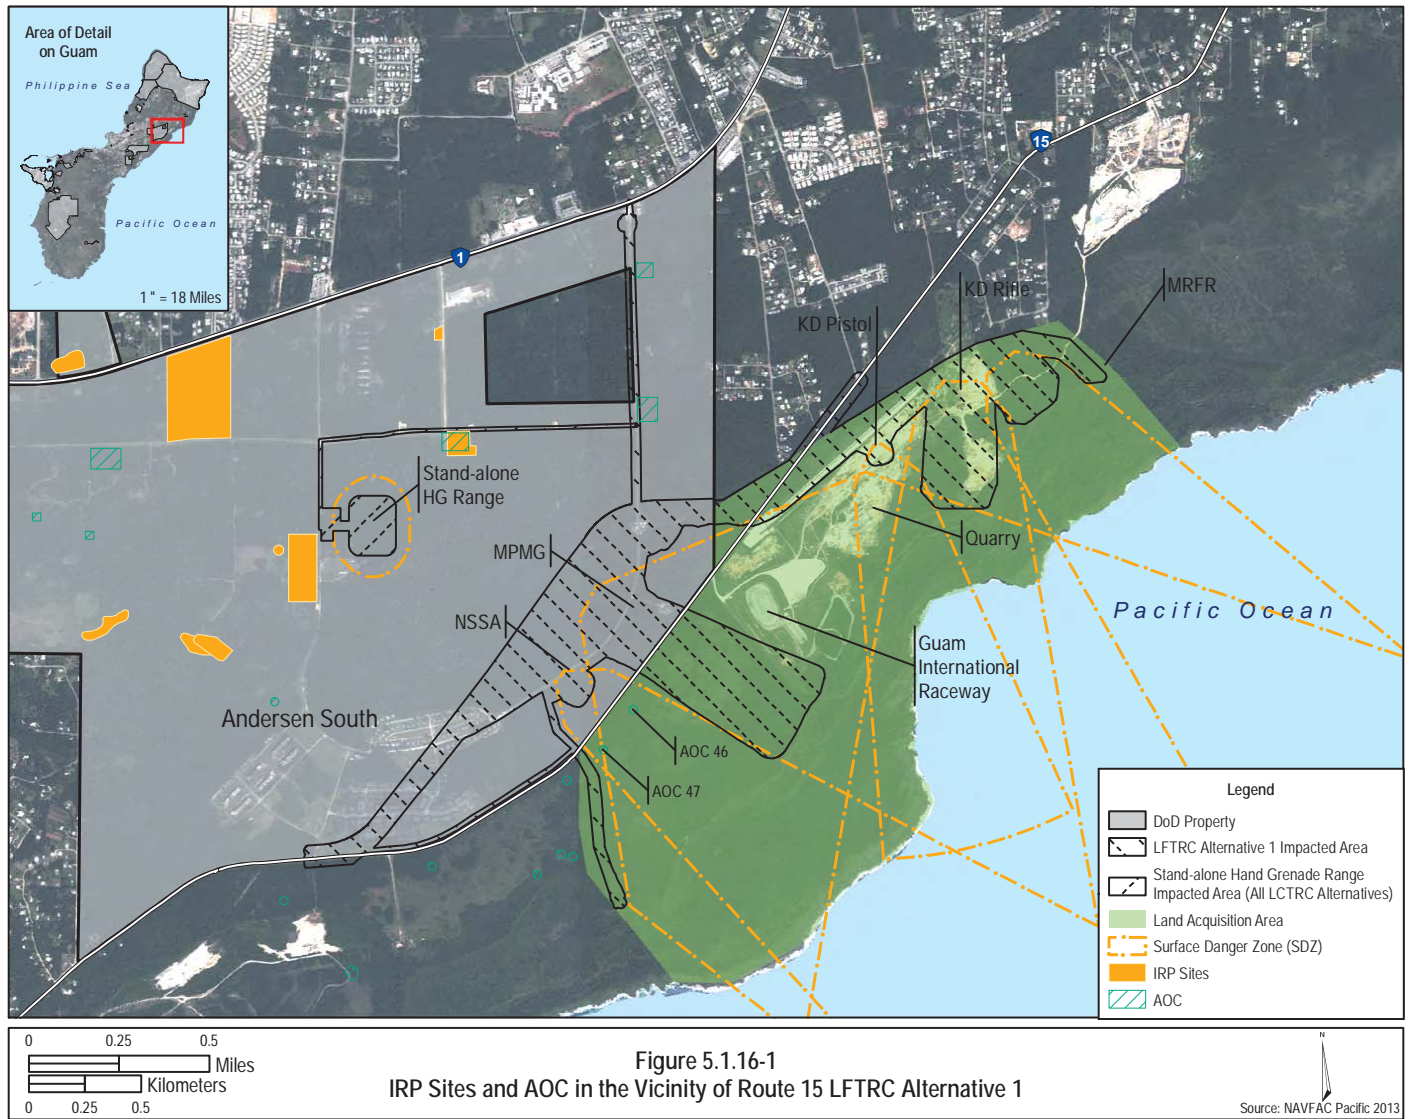 Area of Detail
on Guam
Philippine Sea
Pacific Ocean
1 " = 18 Miles
1
15
MRFR
KD Rifle
KD Pistol
Stand-alone
HG Range
Quarry
MPMG
NSSA
Pacific Ocean
Guam
International
Raceway
Andersen South
AOC 46
AOC 47
Legend
DoD Property
LFTRC Alternative 1 Impacted Area
Stand-alone Hand Grenade Range
Impacted Area (All LCTRC Alternatives)
Land Acquisition Area
Surface Danger Zone (SDZ)
IRP Sites
AOC
0 0.25 0.5
Miles
Kilometers
0 0.25 0.5
Figure 5.1.16-1
IRP Sites and AOC in the Vicinity of Route 15 LFTRC Alternative 1
N
Source: NAVFAC Pacific 2013